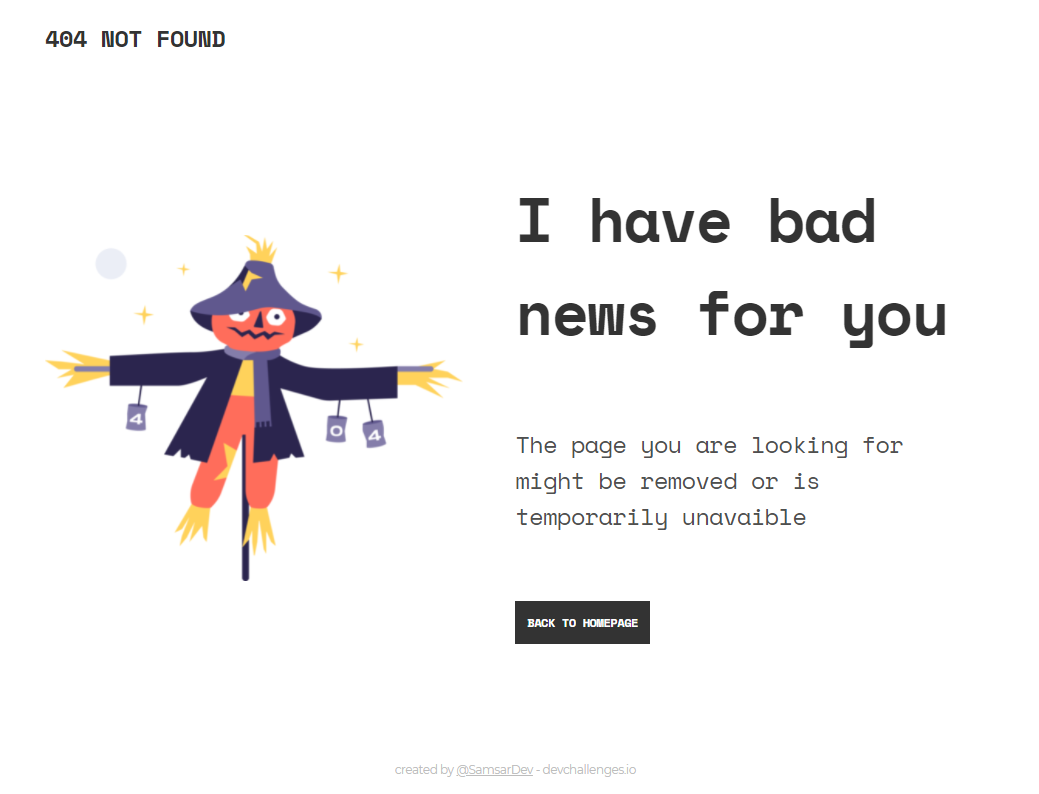 404 NOT FOUND
I have bad
news for you
4
0
4
The page you are looking for
might be removed or is
temporarily unavaible
BACK TO HOMEPAGE
created by @SamsarDev - devchallenges.io